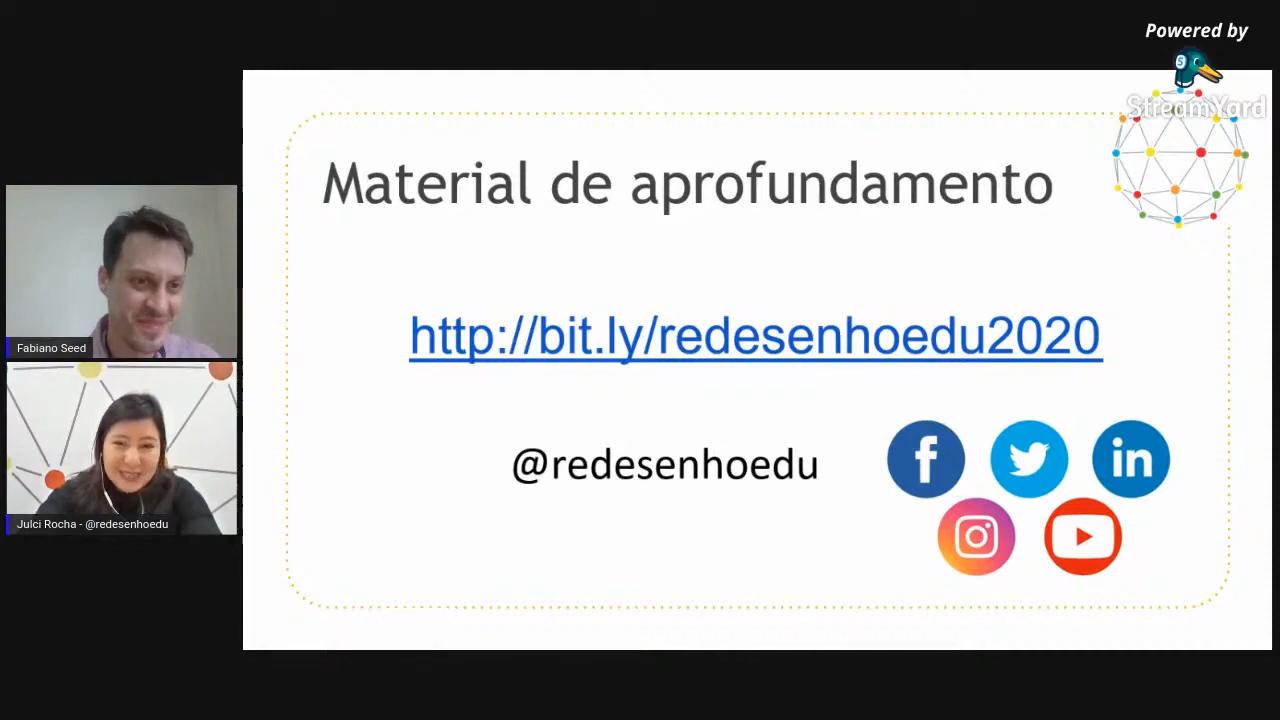 Powered by
StreamYard
Material de aprofundamento
http://bit.ly/redesenhoedu2020
@redesenhoedu
Fabiano Seed
Julci Rocha - @redesenhoedu